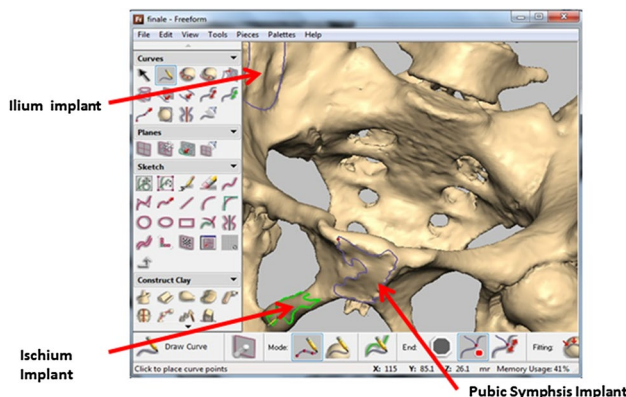 finale - Freeform
File Edit View Tools Pieces Palettes Help
Curves
Ilium implant
Planes
Sketch
Construct Clay
Ischium
Implant
Draw Curve Mode: End: Fitting:
Click to place curve points X: 115 Y: 85.1 Z: 26.1 mr Memory Usage: 41%
Pubic Symphsis Implant